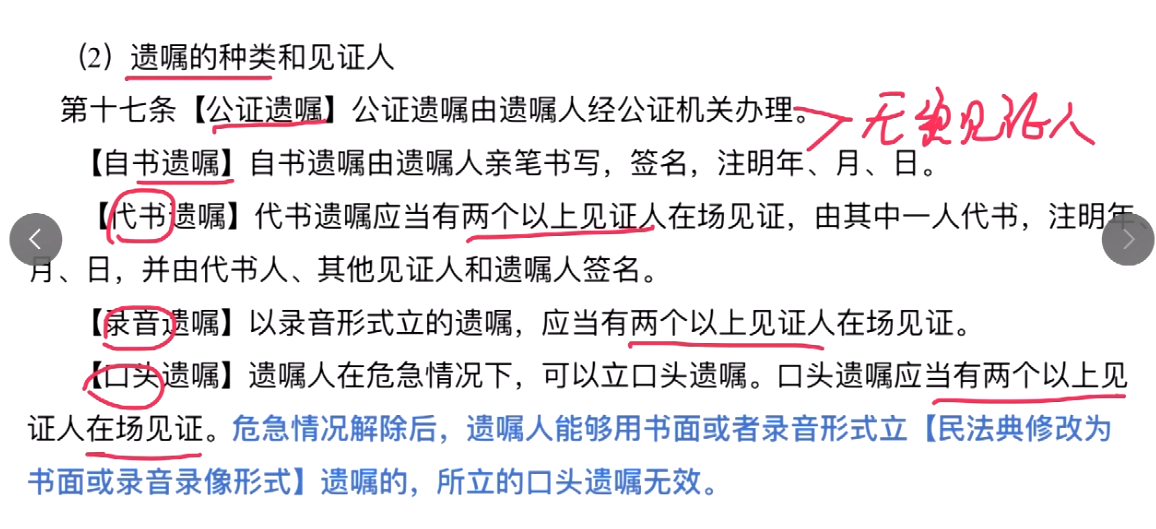 （2）遗嘱的种类和见证人
第十七条【公证遗嘱】公证遗嘱由遗嘱人经公证机关办理。
无须见证人
【自书遗嘱】自书遗嘱由遗嘱人亲笔书写，签名，注明年、月、日。
【代书遗嘱】代书遗嘱应当有两个以上见证人在场见证，由其中一人代书，注明年、
月、日，并由代书人、其他见证人和遗嘱人签名。
【录音遗嘱】以录音形式立的遗嘱，应当有两个以上见证人在场见证。
【口头遗嘱】遗嘱人在危急情况下，可以立口头遗嘱。口头遗嘱应当有两个以上见
证人在场见证。危急情况解除后，遗嘱人能够用书面或者录音形式立【民法典修改为
书面或录音录像形式】遗嘱的，所立的口头遗嘱无效。